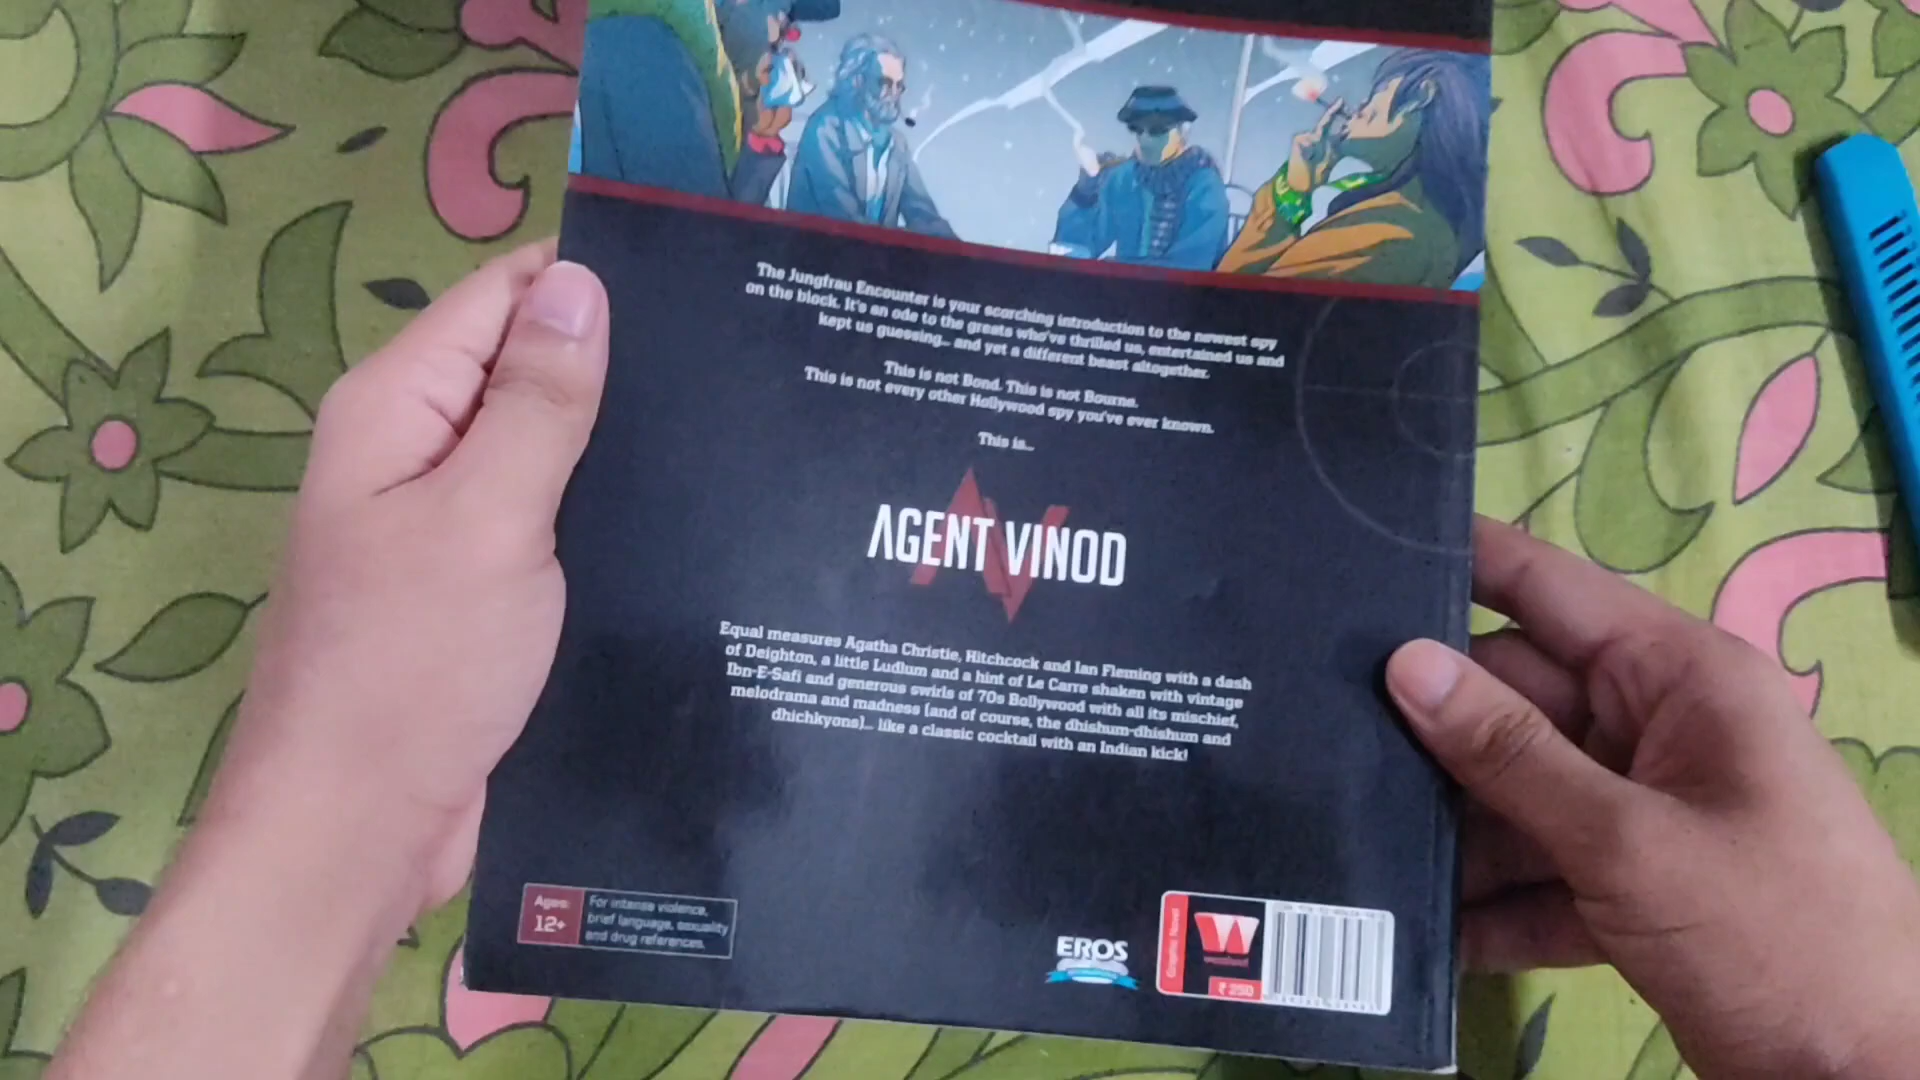 The Jungfrau Encounter is your scorching introduction to the newest spy
on the block. It's an ode to the greats who've thrilled us, entertained us and
kept us guessing... and yet a different beast altogether.
This is not Bond. This is not Bourne.
This is not every other Hollywood spy you've ever known.
This is...
AGENT VINOD
Equal measures Agatha Christie, Hitchcock and Ian Fleming with a dash
of Deighton, a little Ludlum and a hint of Le Carre shaken with vintage
Ibn-E-Safi and generous swirls of 70s Bollywood with all its mischief,
melodrama and madness (and of course, the dhishum-dhishum and
dhichkyons)... like a classic cocktail with an Indian kick!
Ages:
12+
For intense violence,
brief language, sexuality
and drug references.
EROS
INTERNATIONAL
Graphic Novel
westland
₹ 250